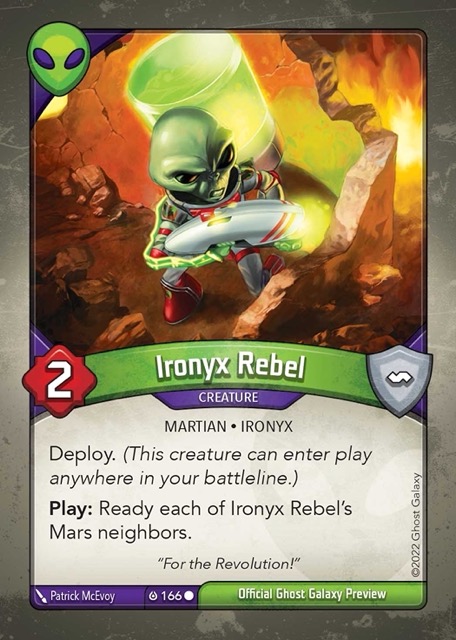 2
Ironyx Rebel
CREATURE
MARTIAN • IRONYX
Deploy. (This creature can enter play
anywhere in your battleline.)
Play: Ready each of Ironyx Rebel’s
Mars neighbors.
“For the Revolution!”
©2022 Ghost Galaxy
Patrick McEvoy
166
Official Ghost Galaxy Preview